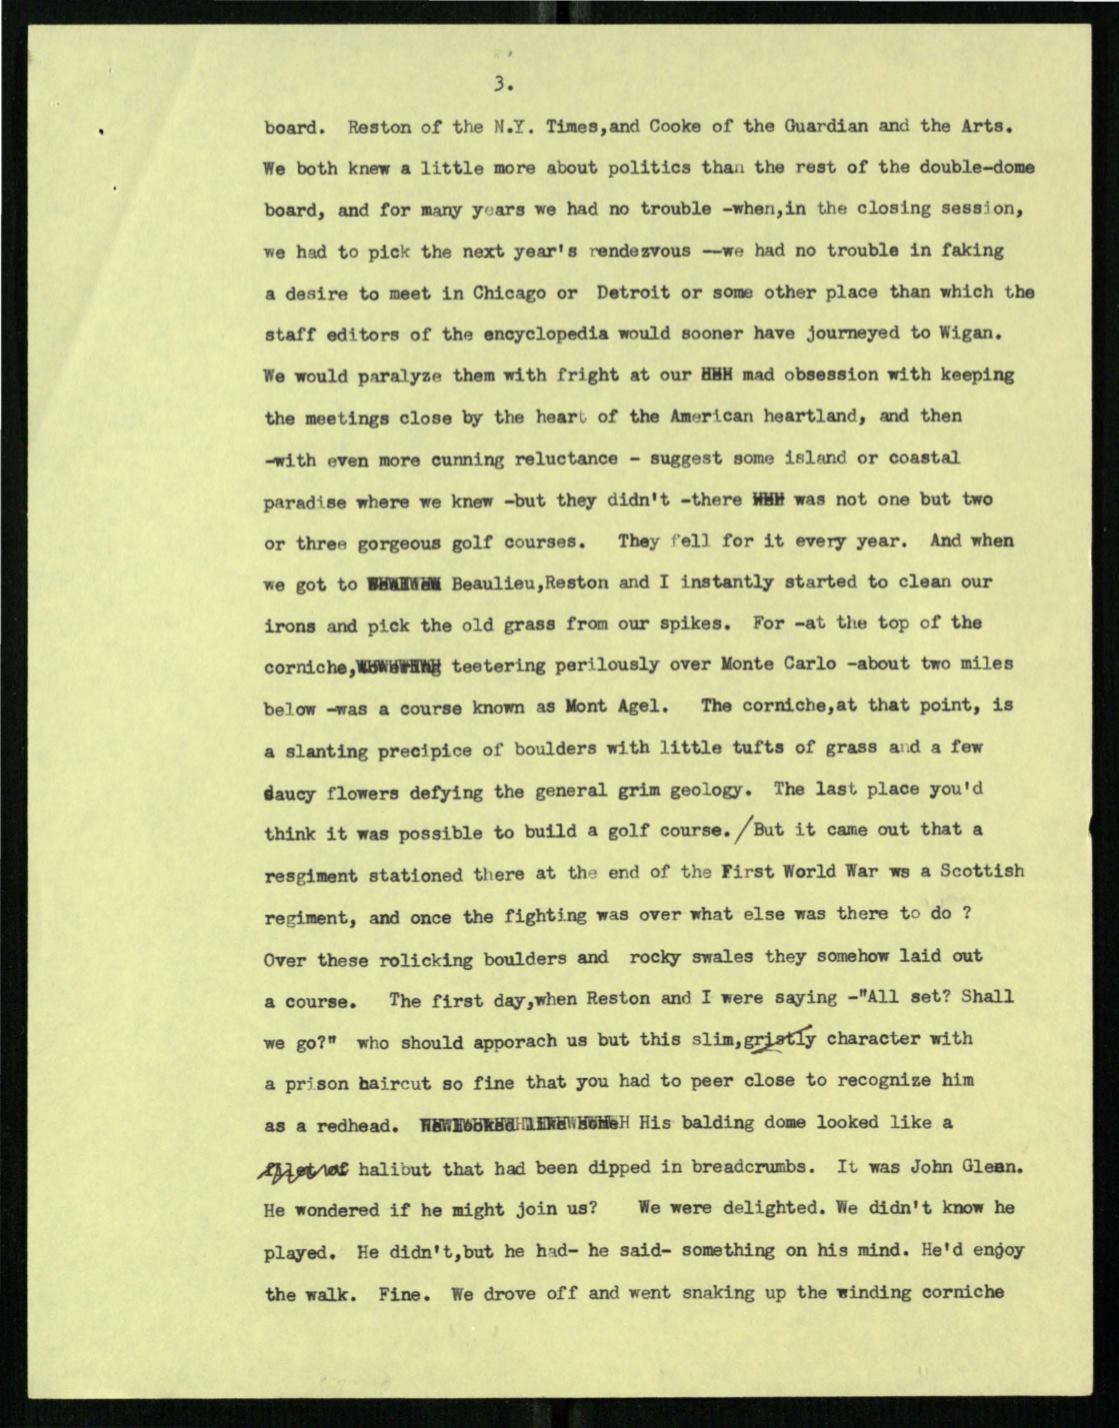 3.
board. Reston of the N.Y. Times,and Cooke of the Guardian and the Arts.
We both knew a little more about politics than the rest of the double-dome
board, and for many years we had no trouble -when,in the closing session,
we had to pick the next year's rendezvous --we had no trouble in faking
a desire to meet in Chicago or Detroit or some other place than which the
staff editors of the encyclopedia would sooner have journeyed to Wigan.
We would paralyze them with fright at our mad obsession with keeping
the meetings close by the heart of the American heartland, and then
-with even more cunning reluctance - suggest some island or coastal
paradise where we knew -but they didn't -there was not one but two
or three gorgeous golf courses. They fell for it every year. And when
we got to Beaulieu,Reston and I instantly started to clean our
irons and pick the old grass from our spikes. For -at the top of the
corniche, teetering perilously over Monte Carlo -about two miles
below -was a course known as Mont Agel. The corniche,at that point, is
a slanting precipice of boulders with little tufts of grass and a few
saucy flowers defying the general grim geology. The last place you'd
think it was possible to build a golf course./But it came out that a
resgiment stationed there at the end of the First World War ws a Scottish
regiment, and once the fighting was over what else was there to do ?
Over these rolicking boulders and rocky swales they somehow laid out
a course. The first day,when Reston and I were saying -"All set? Shall
we go?" who should apporach us but this slim,gristly character with
a prison haircut so fine that you had to peer close to recognize him
as a redhead. His balding dome looked like a
filet of halibut that had been dipped in breadcrumbs. It was John Glenn.
He wondered if he might join us? We were delighted. We didn't know he
played. He didn't,but he had- he said- something on his mind. He'd enjoy
the walk. Fine. We drove off and went snaking up the winding corniche